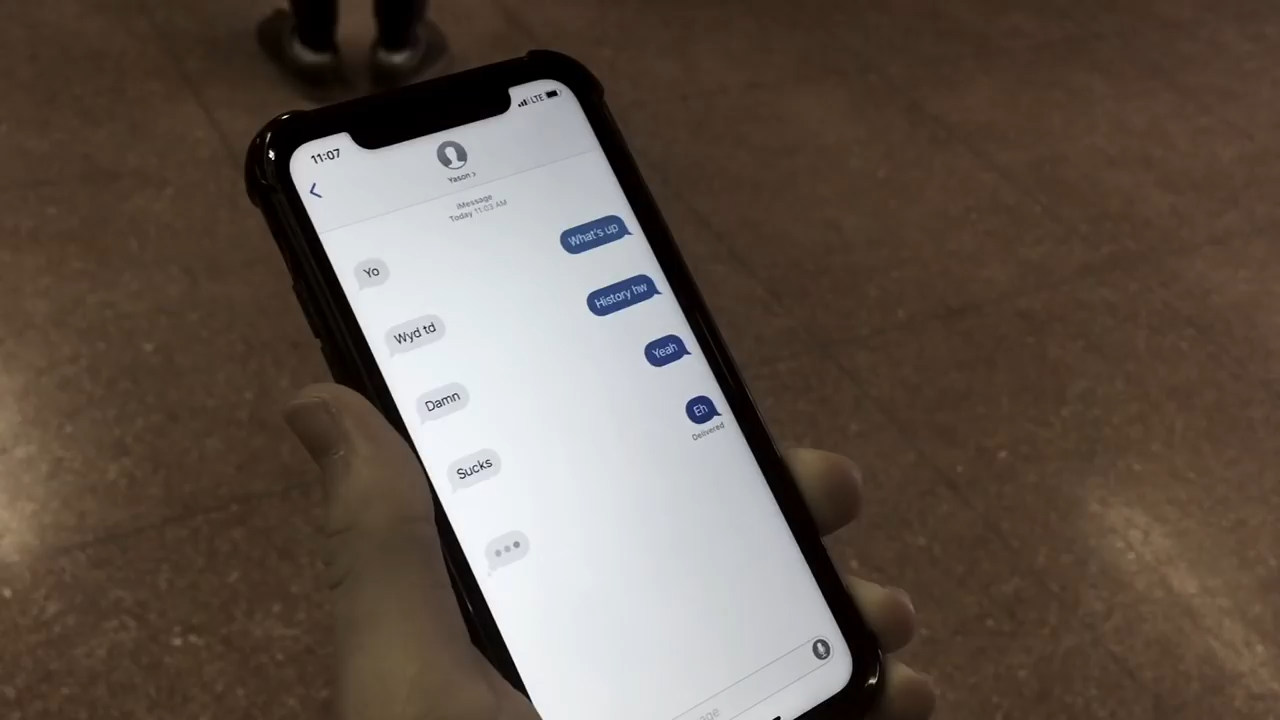 11:07
LTE
Yason >
iMessage
Today 11:03 AM
What's up
Yo
History hw
Wyd td
Yeah
Damn
Eh
Delivered
Sucks